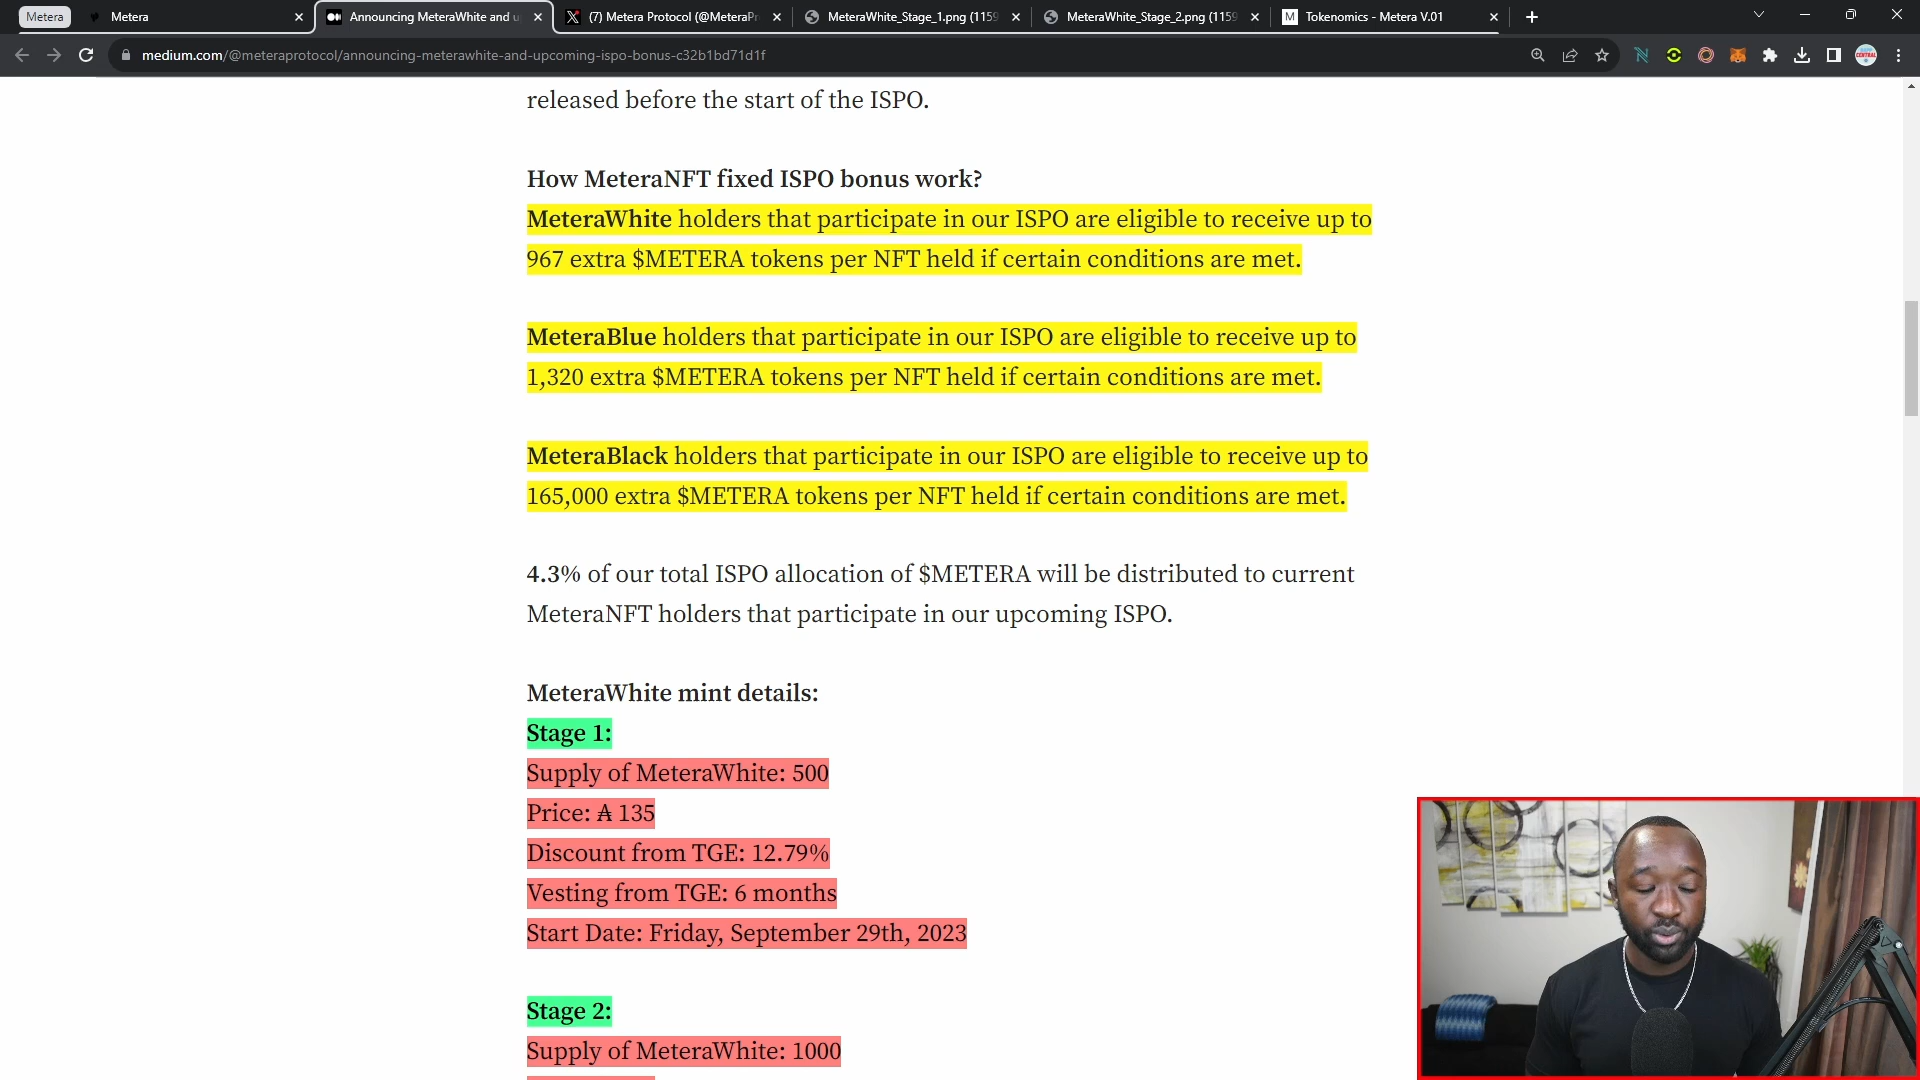 Metera
Metera
Announcing MeteraWhite and u
(7) Metera Protocol (@MeteraPr
MeteraWhite_Stage_1.png (1159
MeteraWhite_Stage_2.png (1159
Tokenomics - Metera V.01
medium.com/@meteraprotocol/announcing-meterawhite-and-upcoming-ispo-bonus-c32b1bd71d1f
released before the start of the ISPO.
How MeteraNFT fixed ISPO bonus work?
MeteraWhite holders that participate in our ISPO are eligible to receive up to
967 extra $METERA tokens per NFT held if certain conditions are met.
MeteraBlue holders that participate in our ISPO are eligible to receive up to
1,320 extra $METERA tokens per NFT held if certain conditions are met.
MeteraBlack holders that participate in our ISPO are eligible to receive up to
165,000 extra $METERA tokens per NFT held if certain conditions are met.
4.3% of our total ISPO allocation of $METERA will be distributed to current
MeteraNFT holders that participate in our upcoming ISPO.
MeteraWhite mint details:
Stage 1:
Supply of MeteraWhite: 500
Price: ₳ 135
Discount from TGE: 12.79%
Vesting from TGE: 6 months
Start Date: Friday, September 29th, 2023
Stage 2:
Supply of MeteraWhite: 1000